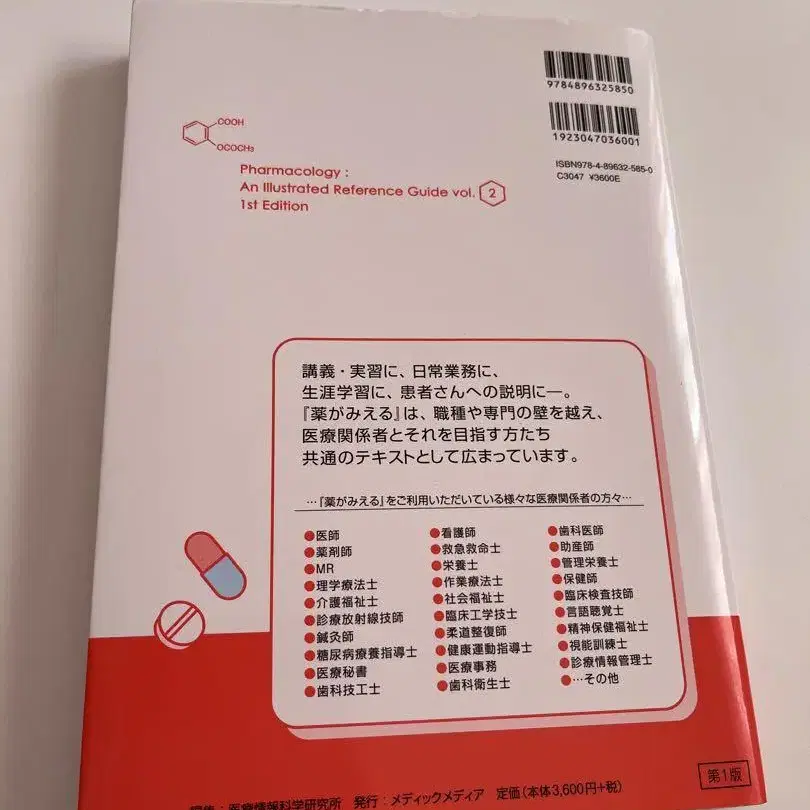 9784896325850
1923047036001
ISBN978-4-89632-585-0
C3047 ¥3600E
COOH
OCOCH3
Pharmacology :
An Illustrated Reference Guide vol. 2
1st Edition
講義・実習に、日常業務に、
生涯学習に、患者さんへの説明に―。
『薬がみえる』は、職種や専門の壁を越え、
医療関係者とそれを目指す方たち
共通のテキストとして広まっています。
…『薬がみえる』をご利用いただいている様々な医療関係者の方々…
●医師 ●看護師 ●歯科医師
●薬剤師 ●救急救命士 ●助産師
●MR ●栄養士 ●管理栄養士
●理学療法士 ●作業療法士 ●保健師
●介護福祉士 ●社会福祉士 ●臨床検査技師
●診療放射線技師 ●臨床工学技士 ●言語聴覚士
●鍼灸師 ●柔道整復師 ●精神保健福祉士
●糖尿病療養指導士 ●健康運動指導士 ●視能訓練士
●医療秘書 ●医療事務 ●診療情報管理士
●歯科技工士 ●歯科衛生士 ●…その他
第1版
編集：医療情報科学研究所 発行：メディックメディア 定価（本体3,600円+税）